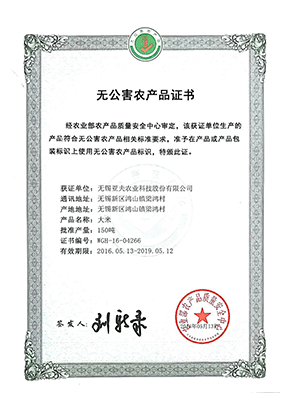 无公害农产品证书
经农业部农产品质量安全中心审定，该获证单位生产的
产品符合无公害农产品相关标准要求。准予在产品或产品包
装标识上使用无公害农产品标识，特颁此证。
获证单位：无锡亚夫农业科技股份有限公司
通讯地址：无锡新区鸿山镇梁鸿村
产地地址：无锡新区鸿山镇梁鸿村
产品名称：大米
批准产量：150吨
证书编号：WGH-16-04266
有效期限：2016.05.13-2019.05.12
签发人：